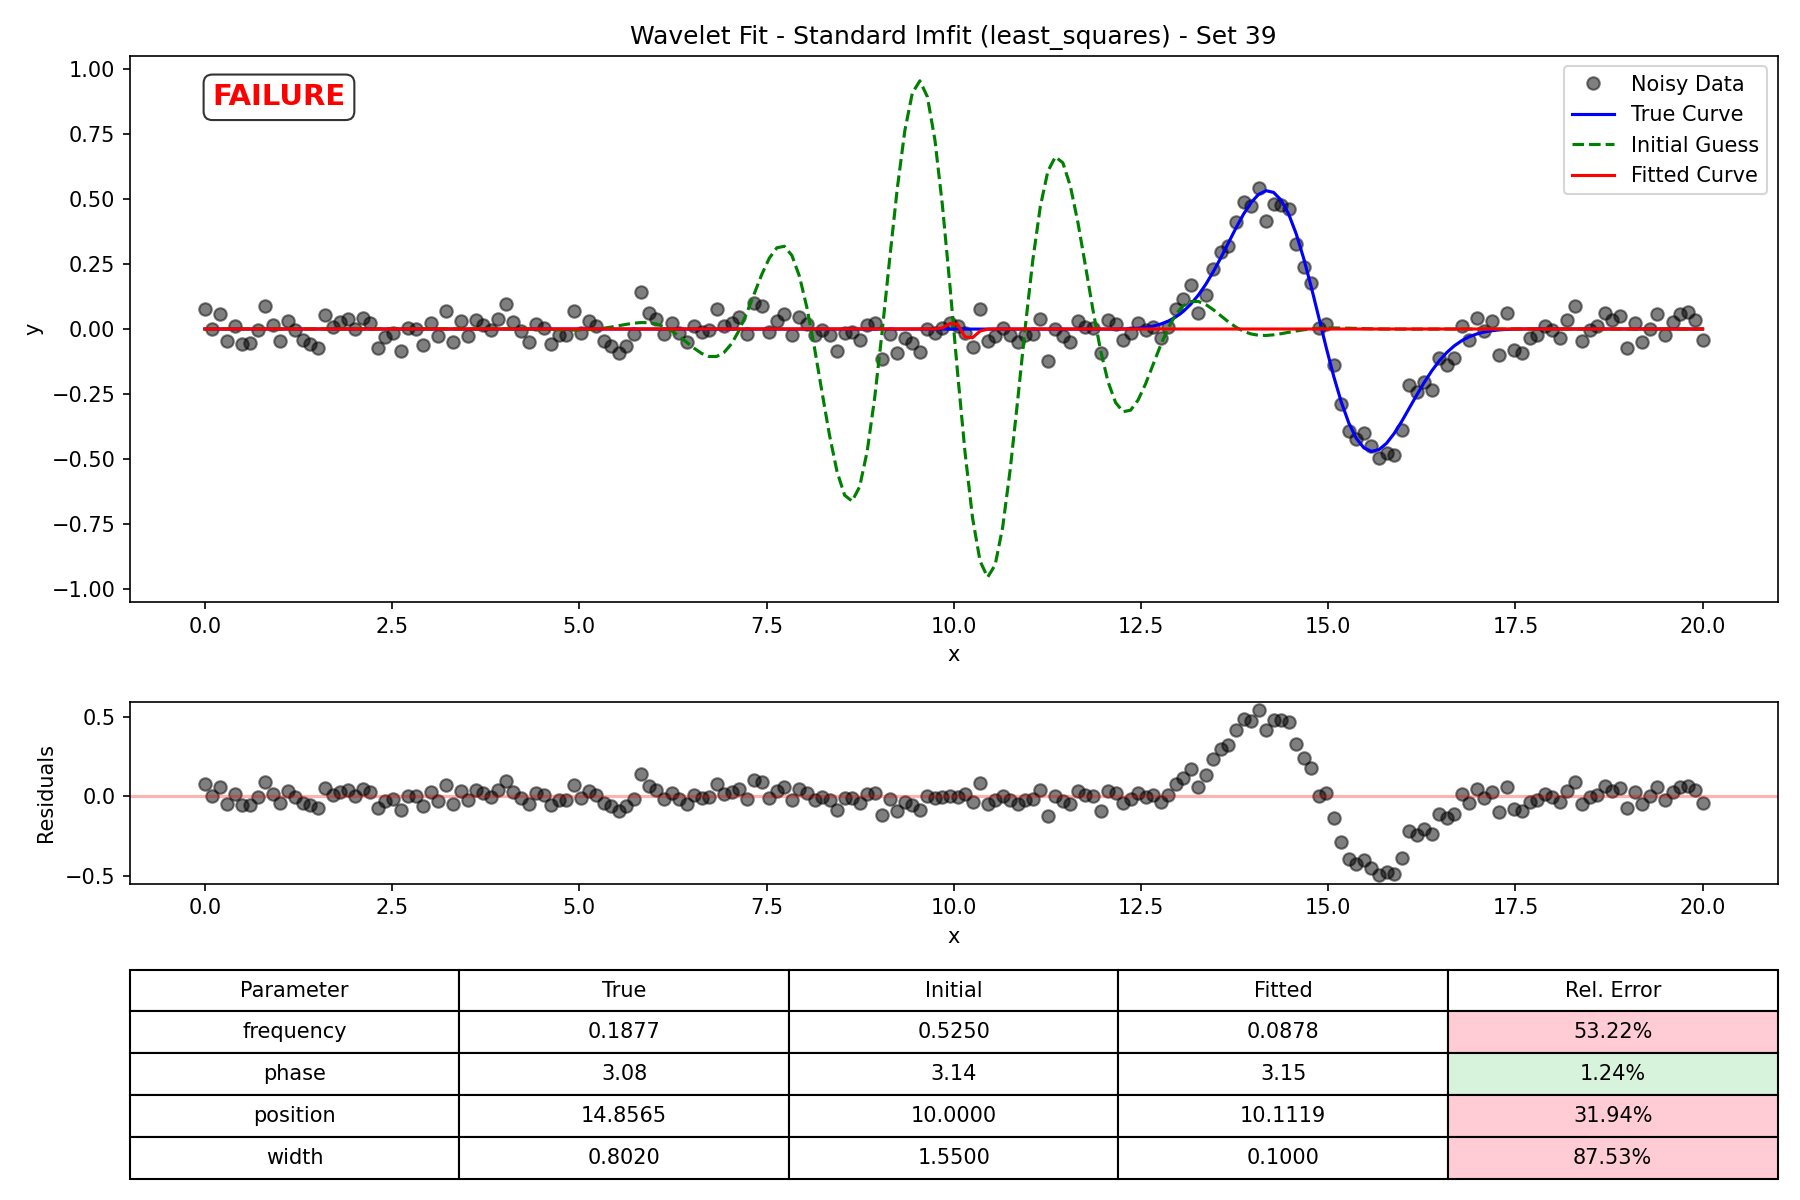 Wavelet Fit - Standard lmfit (least_squares) - Set 39
FAILURE
Noisy Data
True Curve
Initial Guess
Fitted Curve
y
1.00
0.75
0.50
0.25
0.00
−0.25
−0.50
−0.75
−1.00
0.0 2.5 5.0 7.5 10.0 12.5 15.0 17.5 20.0
x
Residuals
0.5
0.0
−0.5
0.0 2.5 5.0 7.5 10.0 12.5 15.0 17.5 20.0
x
Parameter True Initial Fitted Rel. Error
frequency 0.1877 0.5250 0.0878 53.22%
phase 3.08 3.14 3.15 1.24%
position 14.8565 10.0000 10.1119 31.94%
width 0.8020 1.5500 0.1000 87.53%